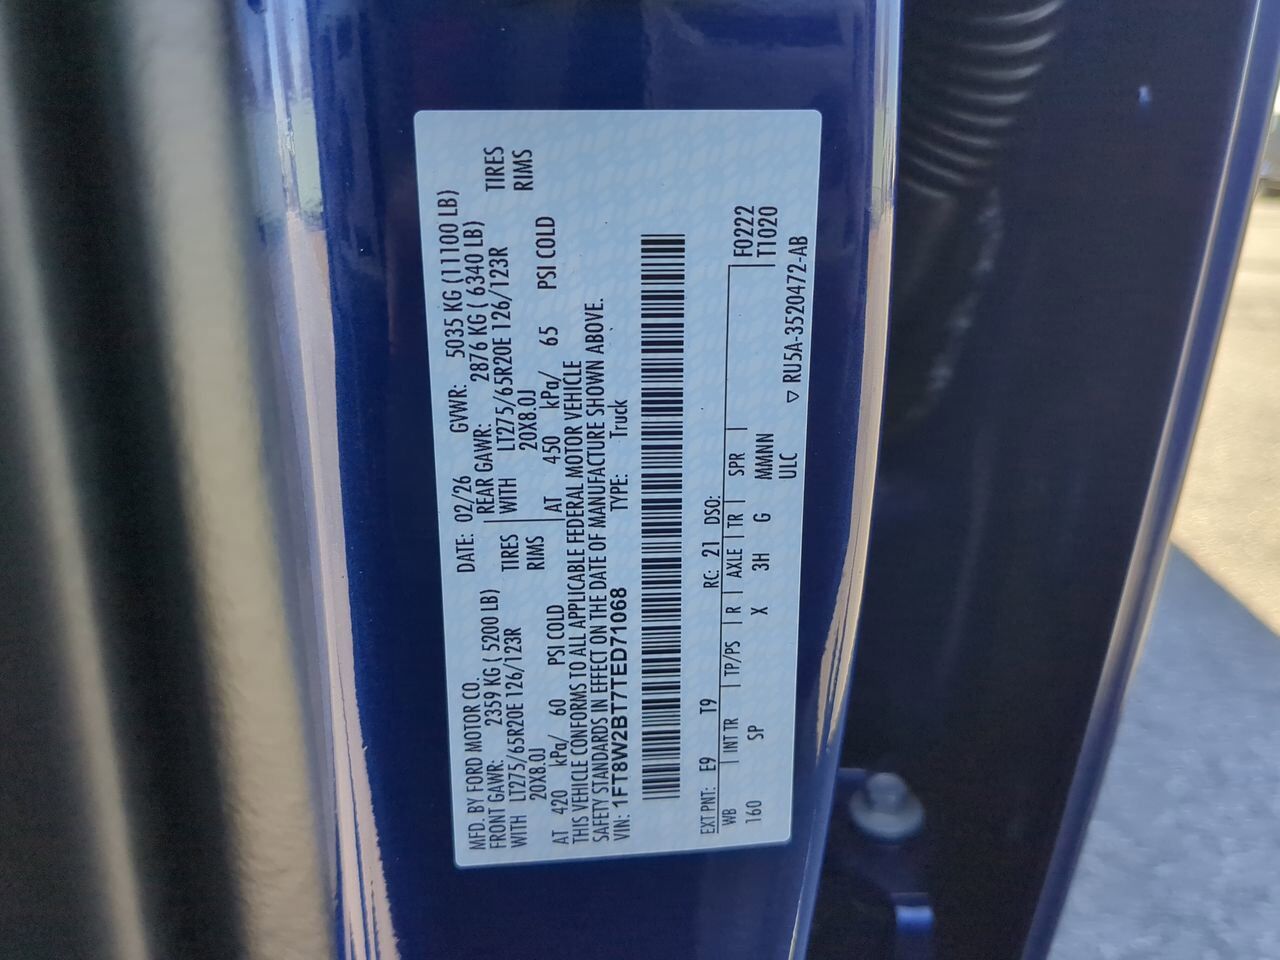 MFD. BY FORD MOTOR CO.
DATE: 02/26 GVWR: 5035 KG (11100 LB)
FRONT GAWR: 2359 KG ( 5200 LB) REAR GAWR: 2876 KG ( 6340 LB)
WITH LT275/65R20E 126/123R TIRES WITH LT275/65R20E 126/123R TIRES
20X8.0J RIMS 20X8.0J RIMS
AT 420 kPa/ 60 PSI COLD AT 450 kPa/ 65 PSI COLD
THIS VEHICLE CONFORMS TO ALL APPLICABLE FEDERAL MOTOR VEHICLE
SAFETY STANDARDS IN EFFECT ON THE DATE OF MANUFACTURE SHOWN ABOVE.
VIN: 1FT8W2BT7TED71068 TYPE: Truck
EXT PNT: E9 T9 RC: 21 DSO: F0222
WB INT TR TP/PS R AXLE TR SPR T1020
160 SP X 3H G MMNN
ULC ▽ RU5A-3520472-AB